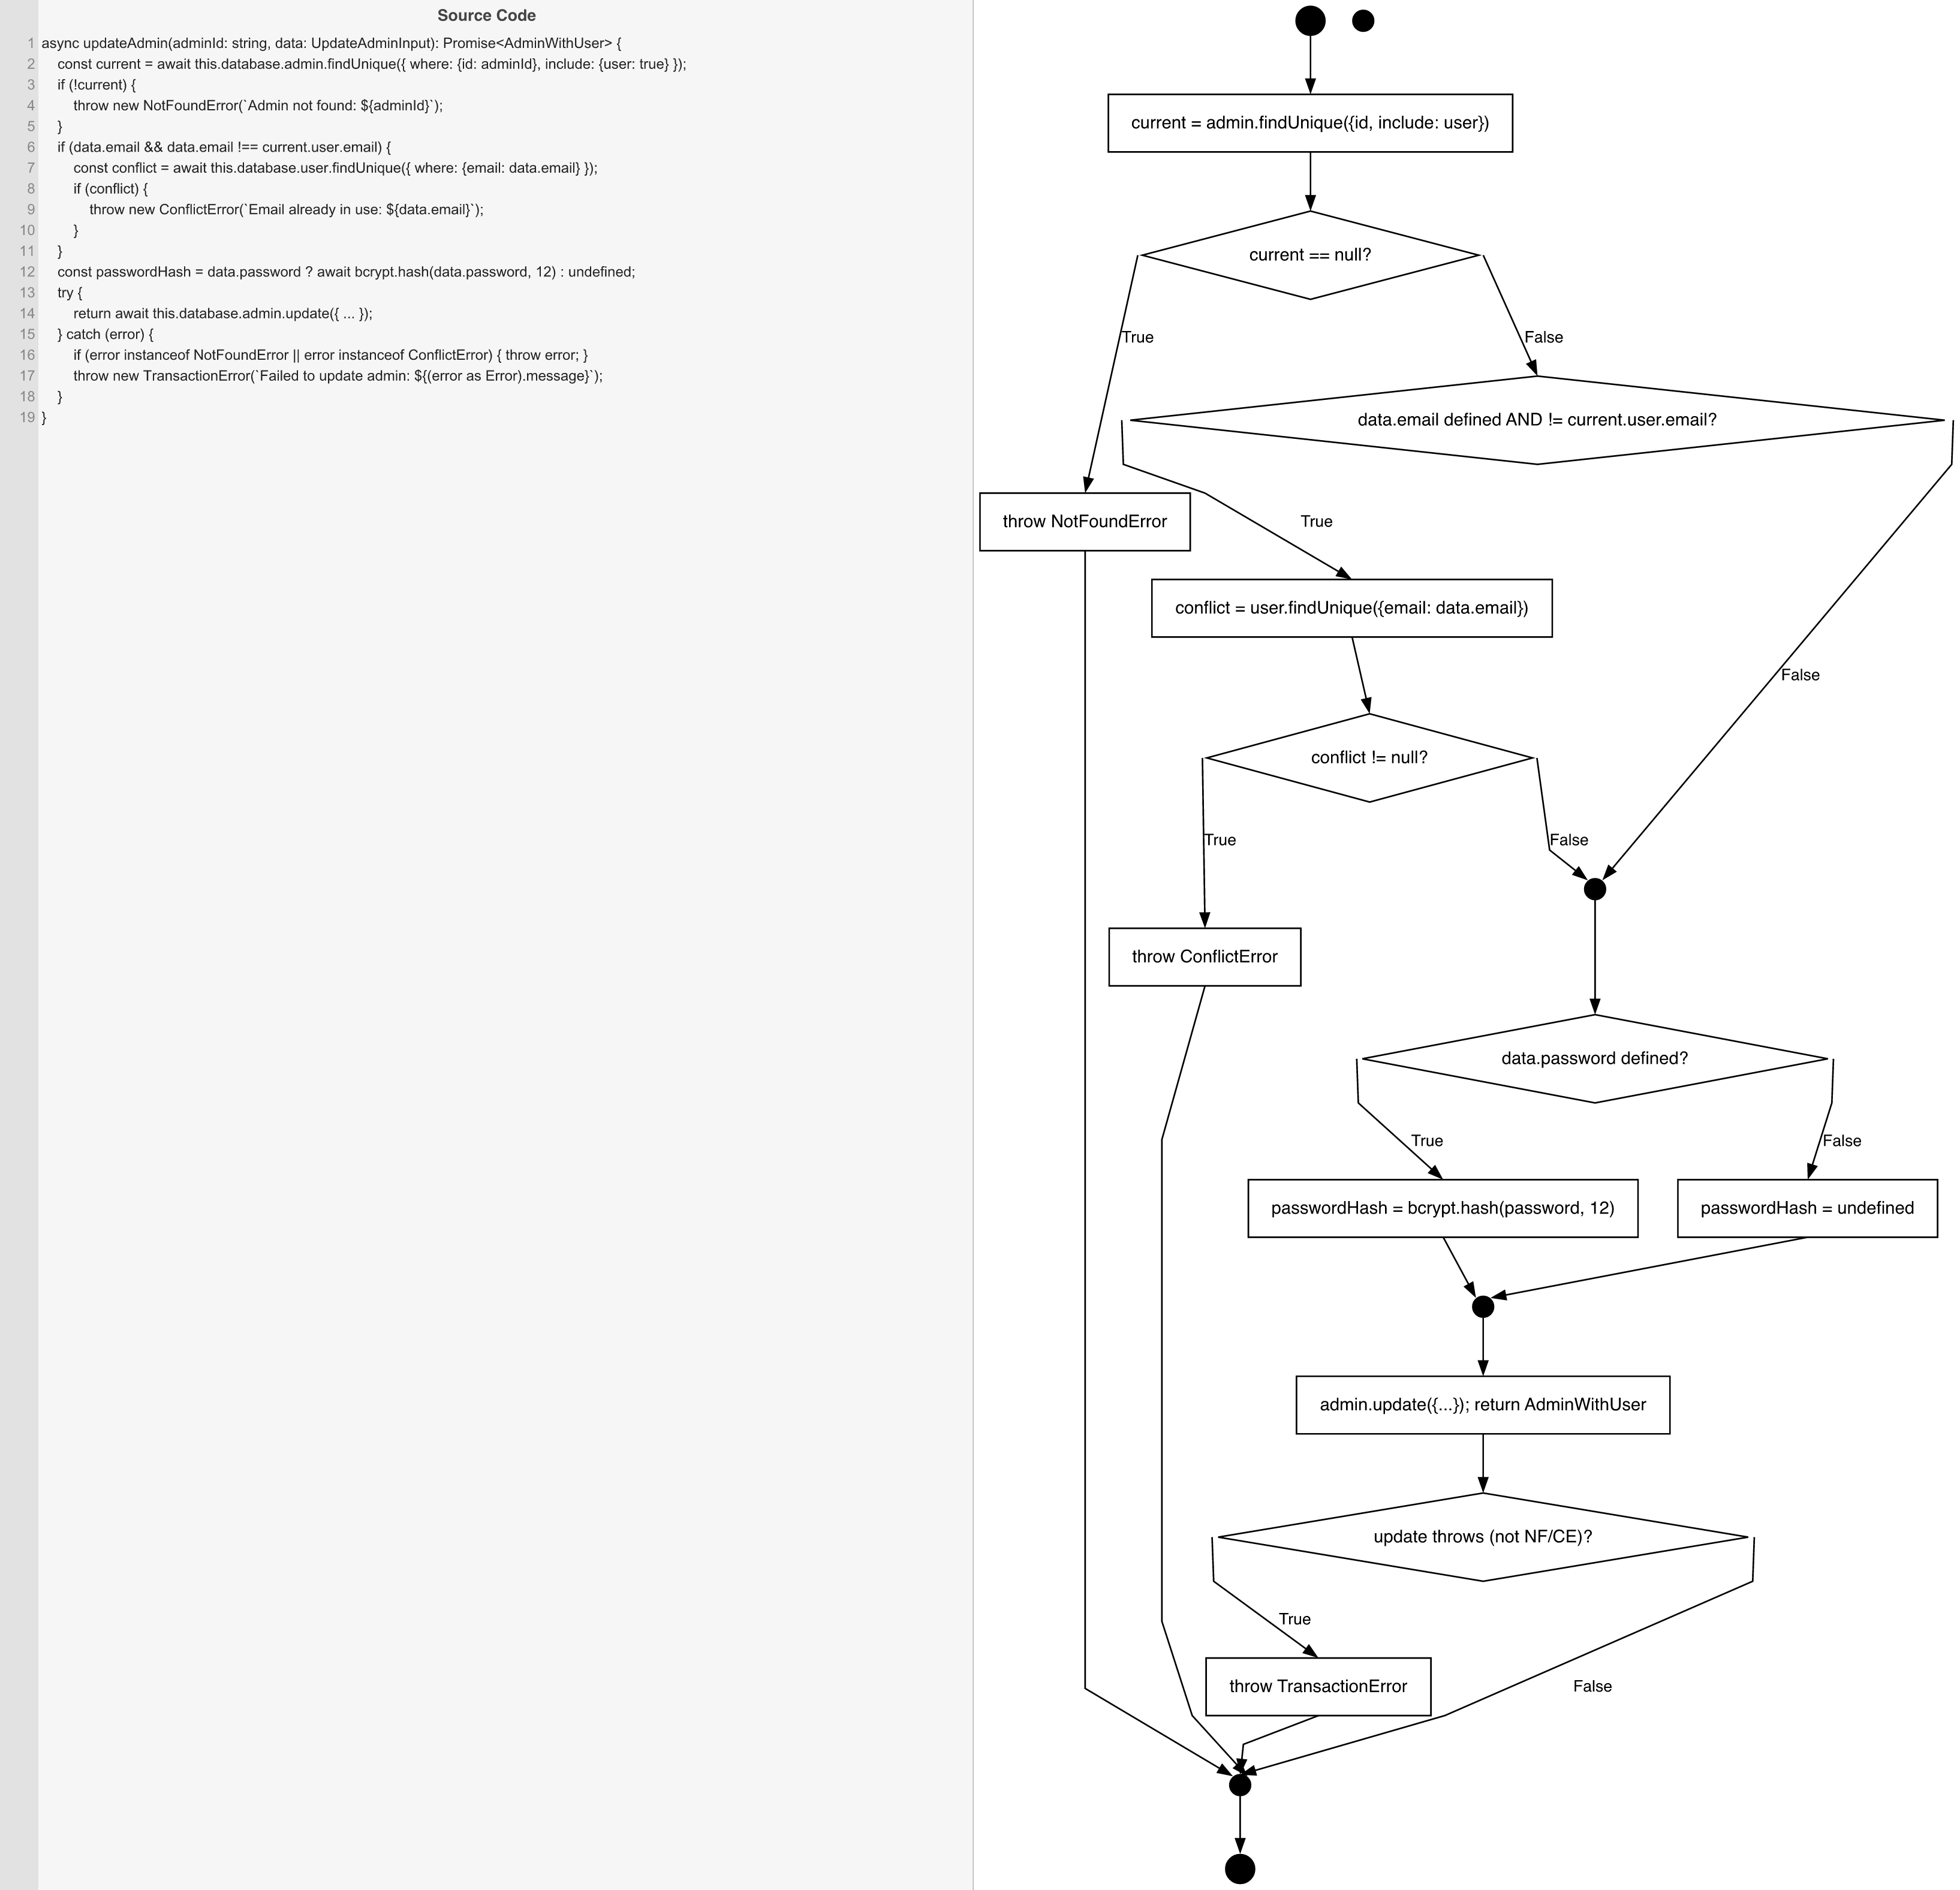 Source Code
1 async updateAdmin(adminId: string, data: UpdateAdminInput): Promise<AdminWithUser> {
2 const current = await this.database.admin.findUnique({ where: {id: adminId}, include: {user: true} });
3 if (!current) {
4 throw new NotFoundError(`Admin not found: ${adminId}`);
5 }
6 if (data.email && data.email !== current.user.email) {
7 const conflict = await this.database.user.findUnique({ where: {email: data.email} });
8 if (conflict) {
9 throw new ConflictError(`Email already in use: ${data.email}`);
10 }
11 }
12 const passwordHash = data.password ? await bcrypt.hash(data.password, 12) : undefined;
13 try {
14 return await this.database.admin.update({ ... });
15 } catch (error) {
16 if (error instanceof NotFoundError || error instanceof ConflictError) { throw error; }
17 throw new TransactionError(`Failed to update admin: ${(error as Error).message}`);
18 }
19 }
current = admin.findUnique({id, include: user})
current == null?
True
False
data.email defined AND != current.user.email?
throw NotFoundError
True
conflict = user.findUnique({email: data.email})
False
conflict != null?
True
False
throw ConflictError
data.password defined?
True
False
passwordHash = bcrypt.hash(password, 12)
passwordHash = undefined
admin.update({...}); return AdminWithUser
update throws (not NF/CE)?
True
throw TransactionError
False